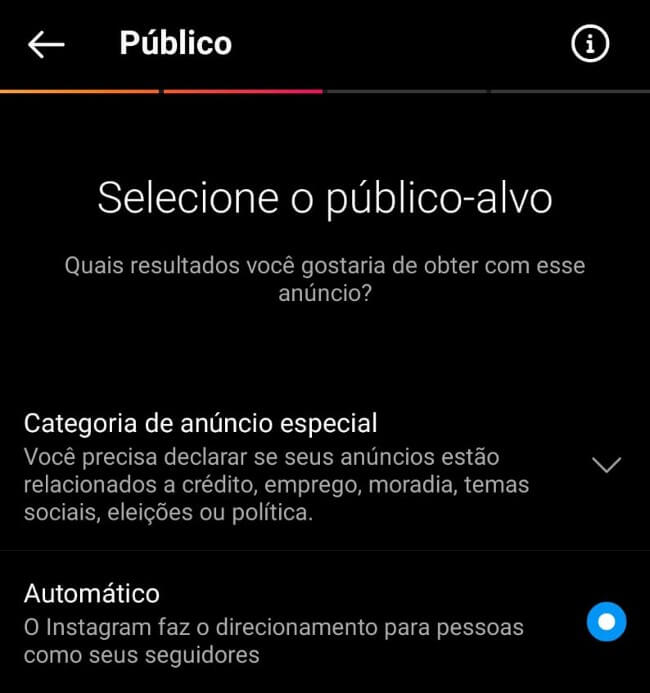 Público
Selecione o público-alvo
Quais resultados você gostaria de obter com esse
anúncio?
Categoria de anúncio especial
Você precisa declarar se seus anúncios estão
relacionados a crédito, emprego, moradia, temas
sociais, eleições ou política.
Automático
O Instagram faz o direcionamento para pessoas
como seus seguidores